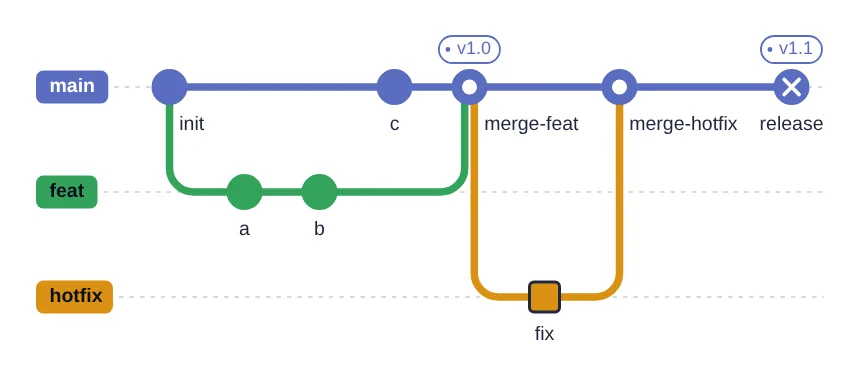 v1.0
v1.1
main
init
c
merge-feat
merge-hotfix
release
feat
a
b
hotfix
fix